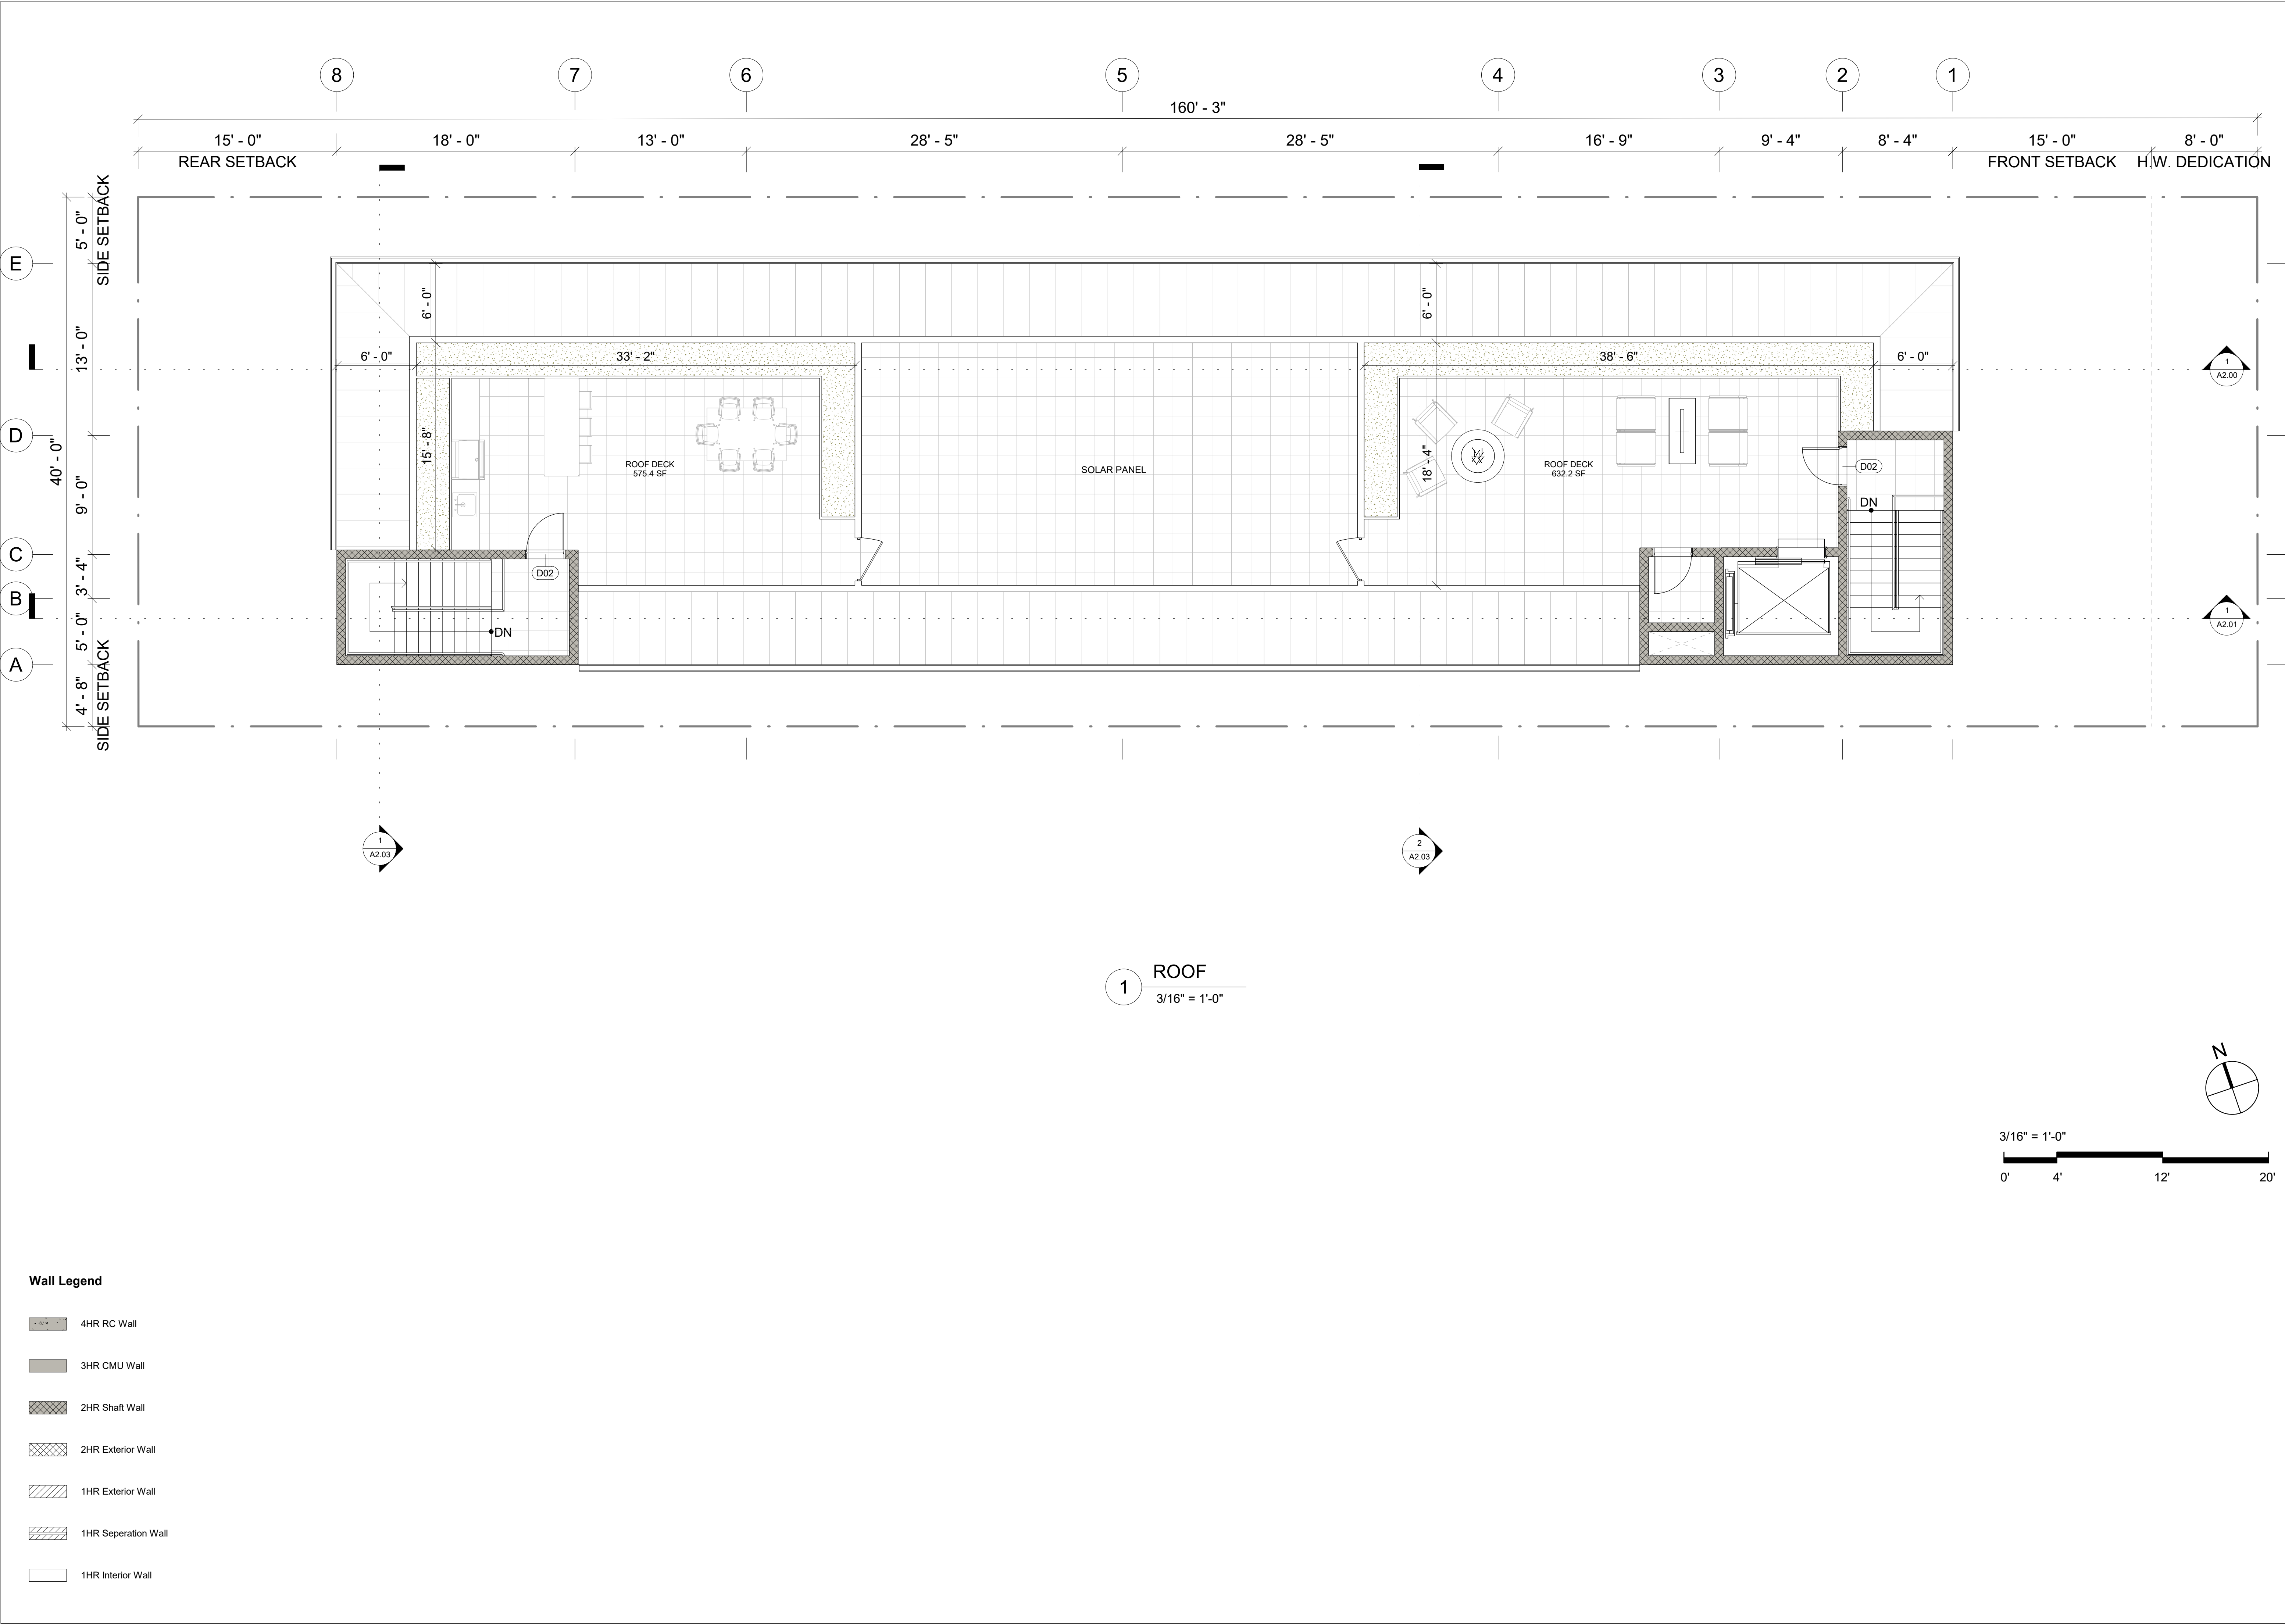 8 7 6 5 4 3 2 1
160' - 3"
15' - 0" 18' - 0" 13' - 0" 28' - 5" 28' - 5" 16' - 9" 9' - 4" 8' - 4" 15' - 0" 8' - 0"
REAR SETBACK FRONT SETBACK H.W. DEDICATION
SIDE SETBACK
5' - 0"
E
6' - 0" 6' - 0"
13' - 0"
6' - 0" 33' - 2" 38' - 6" 6' - 0"
1
A2.00
D
40' - 0"
15' - 8"
18' - 4"
ROOF DECK
575.4 SF
SOLAR PANEL
ROOF DECK
632.2 SF
D02
9' - 0"
DN
C
D02
3' - 4"
B
1
A2.01
5' - 0"
DN
A
4' - 8"
SIDE SETBACK
1
A2.03
2
A2.03
1 ROOF
3/16" = 1'-0"
N
3/16" = 1'-0"
0' 4' 12' 20'
Wall Legend
4HR RC Wall
3HR CMU Wall
2HR Shaft Wall
2HR Exterior Wall
1HR Exterior Wall
1HR Seperation Wall
1HR Interior Wall